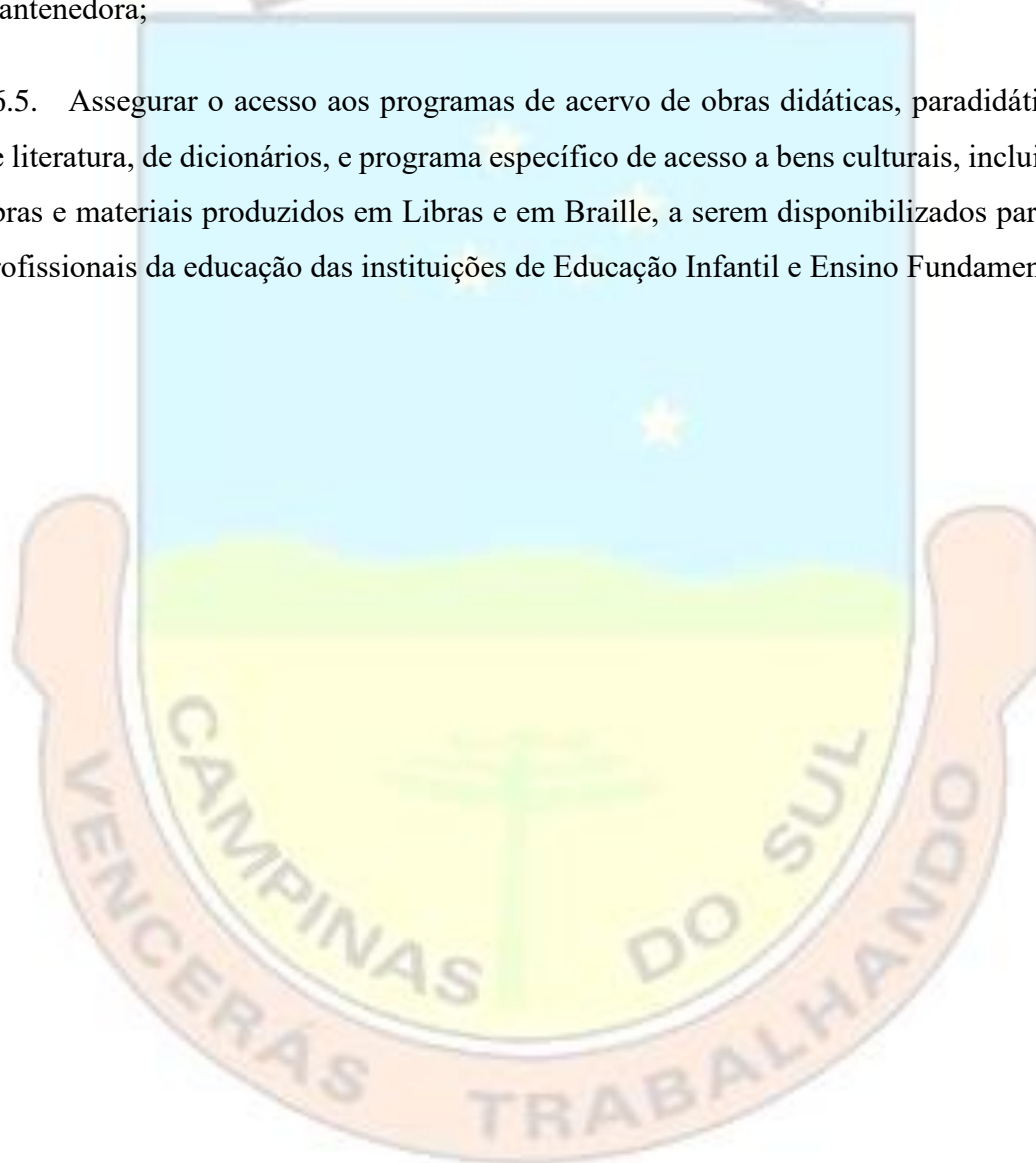 antenedora;
6.5. Assegurar o acesso aos programas de acervo de obras didáticas, paradidáti
e literatura, de dicionários, e programa específico de acesso a bens culturais, inclui
bras e materiais produzidos em Libras e em Braille, a serem disponibilizados par
rofissionais da educação das instituições de Educação Infantil e Ensino Fundamen
CAMPINAS DO SUL
VENCERÁS TRABALHANDO